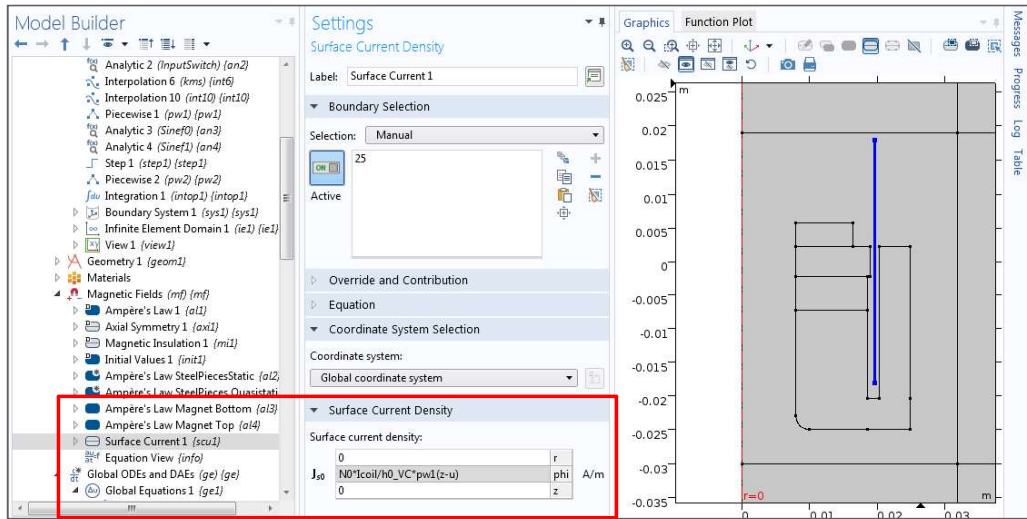 Model Builder
Analytic 2 (InputSwitch) {an2}
Interpolation 6 (kms) {int6}
Interpolation 10 (int10) {int10}
Piecewise 1 (pw1) {pw1}
Analytic 3 (Sinef0) {an3}
Analytic 4 (Sinef1) {an4}
Step 1 (step1) {step1}
Piecewise 2 (pw2) {pw2}
Integration 1 (intop1) {intop1}
Boundary System 1 (sys1) {sys1}
Infinite Element Domain 1 (ie1) {ie1}
View 1 {view1}
Geometry 1 {geom1}
Materials
Magnetic Fields (mf) {mf}
Ampère's Law 1 {al1}
Axial Symmetry 1 {axi1}
Magnetic Insulation 1 {mi1}
Initial Values 1 {init1}
Ampère's Law SteelPiecesStatic {al2}
Ampère's Law SteelPieces Quasistati
Ampère's Law Magnet Bottom {al3}
Ampère's Law Magnet Top {al4}
Surface Current 1 {scu1}
Equation View {info}
Global ODEs and DAEs (ge) {ge}
Global Equations 1 {ge1}
Settings
Surface Current Density
Label: Surface Current 1
Boundary Selection
Selection: Manual
ON
Active
25
Override and Contribution
Equation
Coordinate System Selection
Coordinate system:
Global coordinate system
Surface Current Density
Surface current density:
0 r
Js0 N0*Icoil/h0_VC*pw1(z-u) phi A/m
0 z
Graphics Function Plot
m
0.025
0.02
0.015
0.01
0.005
0
-0.005
-0.01
-0.015
-0.02
-0.025
-0.03
-0.035
r=0 m
0 0.01 0.02 0.03
Messages Progress Log Table